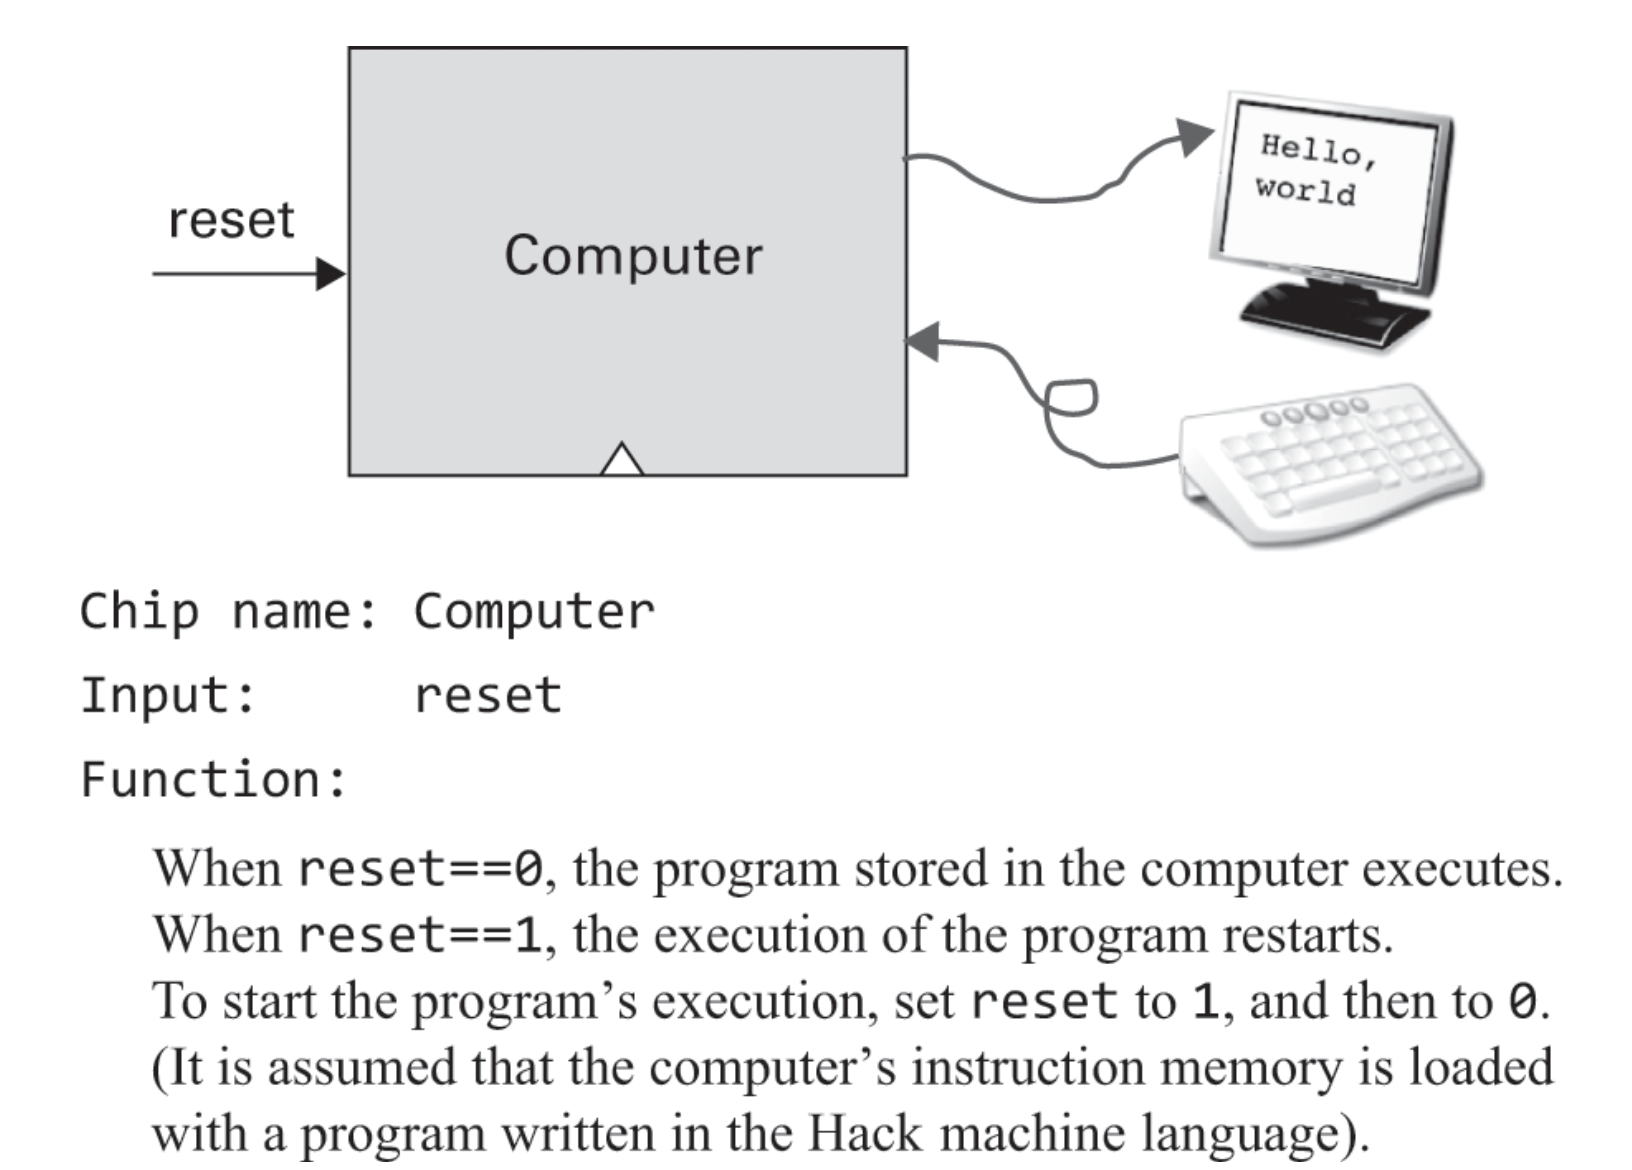 reset
Computer
Hello,
world
Chip name: Computer
Input: reset
Function:
When reset==0, the program stored in the computer executes.
When reset==1, the execution of the program restarts.
To start the program’s execution, set reset to 1, and then to 0.
(It is assumed that the computer’s instruction memory is loaded
with a program written in the Hack machine language).